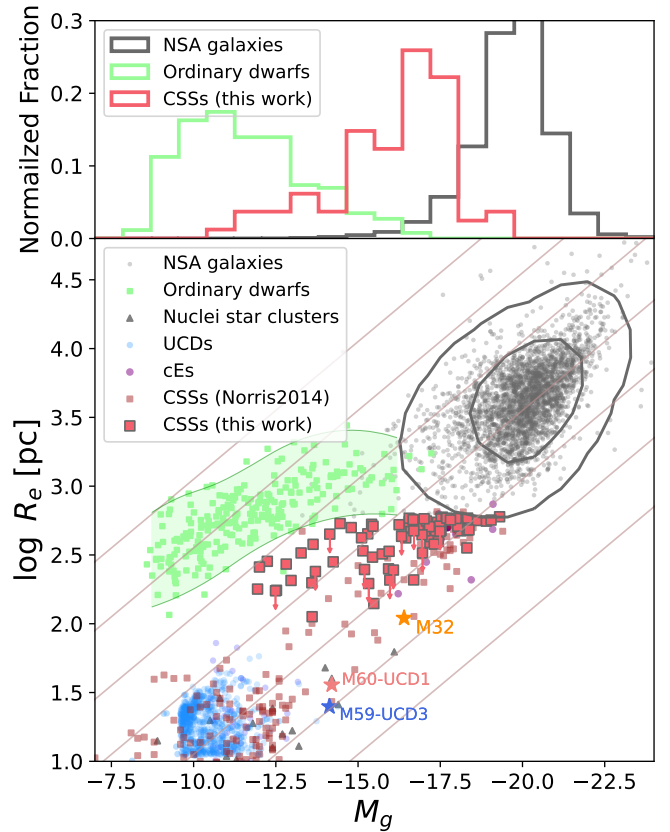 Normailzed Fraction
0.3
0.2
0.1
0.0
NSA galaxies
Ordinary dwarfs
CSSs (this work)
log R_e [pc]
4.5
4.0
3.5
3.0
2.5
2.0
1.5
1.0
NSA galaxies
Ordinary dwarfs
Nuclei star clusters
UCDs
cEs
CSSs (Norris2014)
CSSs (this work)
M32
M60-UCD1
M59-UCD3
−7.5 −10.0 −12.5 −15.0 −17.5 −20.0 −22.5
M_g